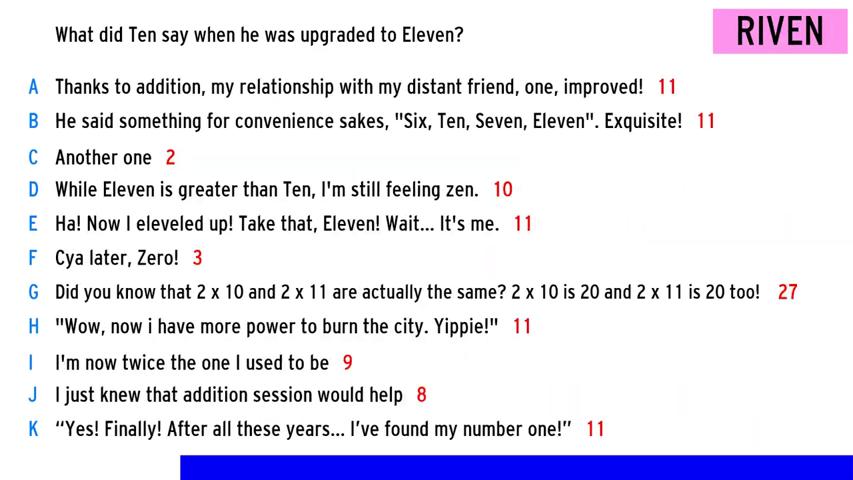 What did Ten say when he was upgraded to Eleven?
RIVEN
A Thanks to addition, my relationship with my distant friend, one, improved! 11
B He said something for convenience sakes, "Six, Ten, Seven, Eleven". Exquisite! 11
C Another one 2
D While Eleven is greater than Ten, I'm still feeling zen. 10
E Ha! Now I eleveled up! Take that, Eleven! Wait... It's me. 11
F Cya later, Zero! 3
G Did you know that 2 x 10 and 2 x 11 are actually the same? 2 x 10 is 20 and 2 x 11 is 20 too! 27
H "Wow, now i have more power to burn the city. Yippie!" 11
I I'm now twice the one I used to be 9
J I just knew that addition session would help 8
K “Yes! Finally! After all these years... I’ve found my number one!” 11